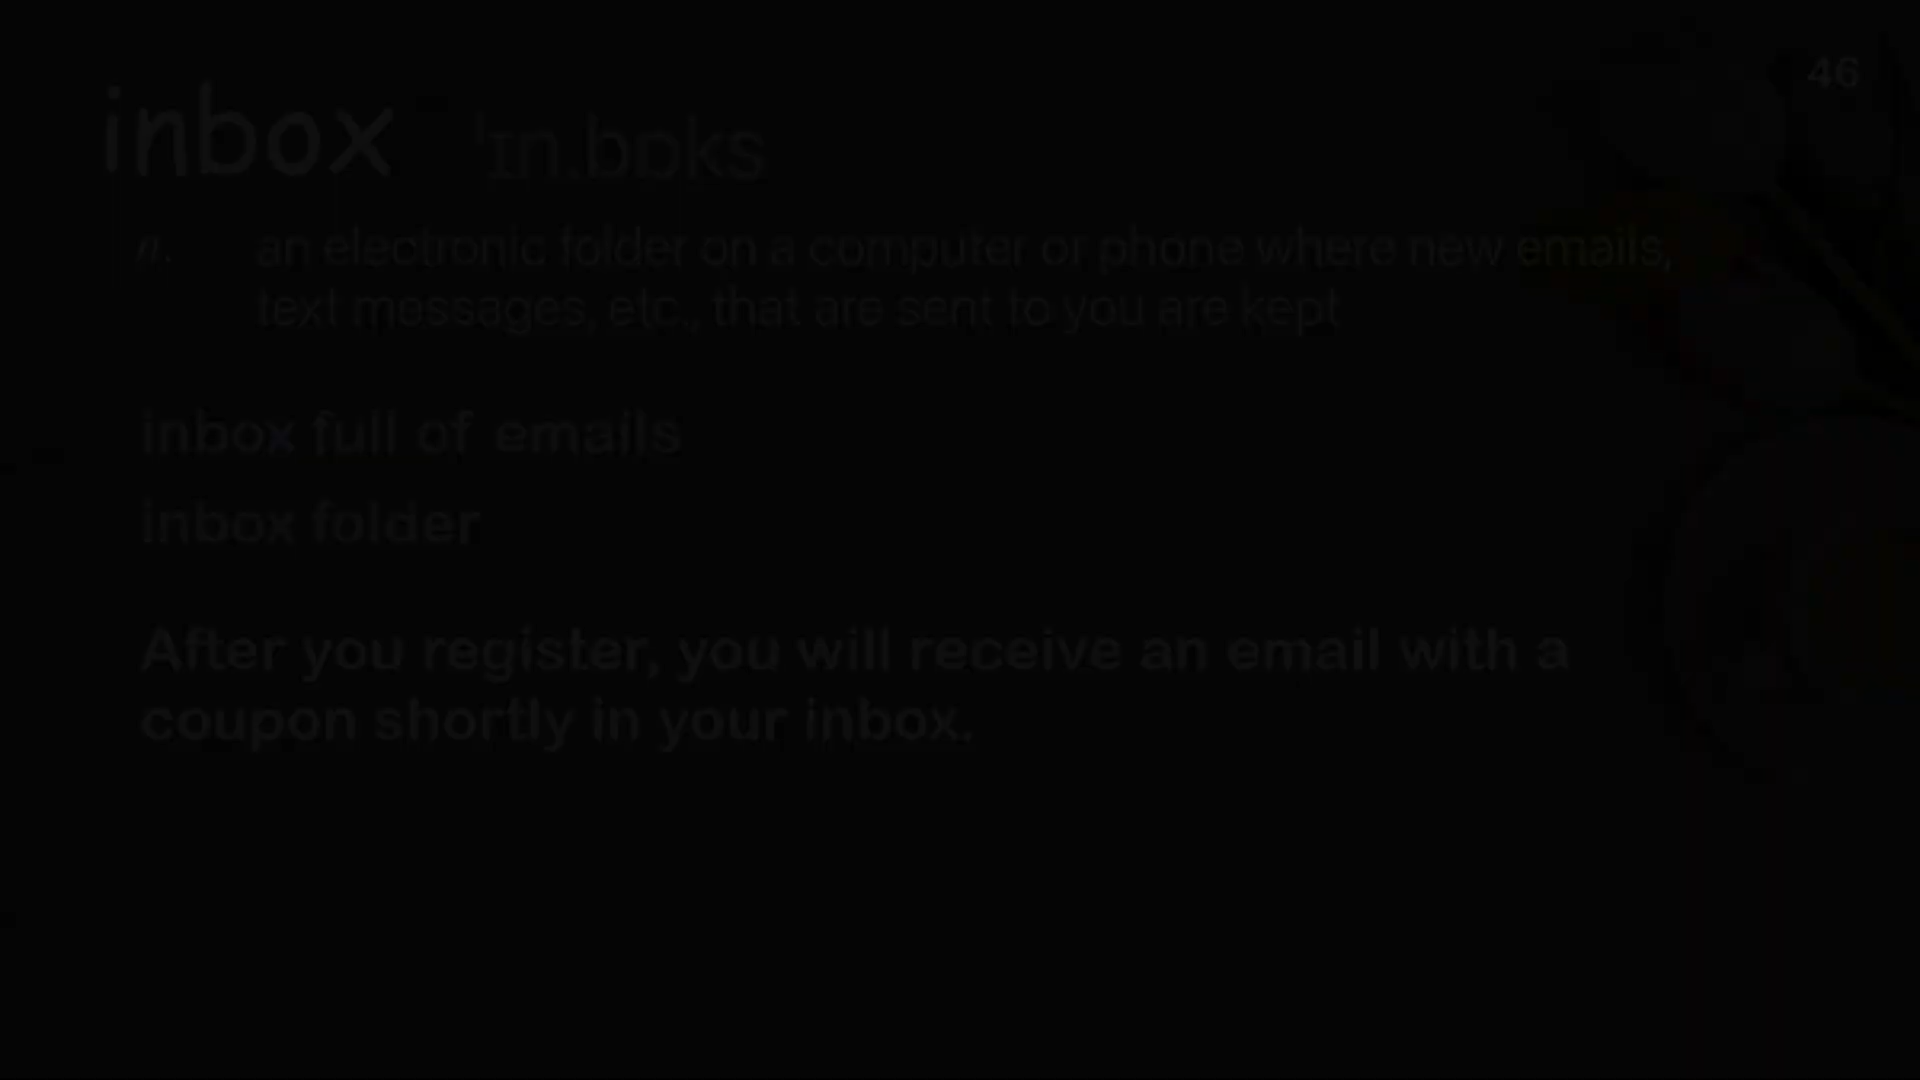 46
inbox ˈɪn.bɒks
n. an electronic folder on a computer or phone where new emails,
text messages, etc., that are sent to you are kept
inbox full of emails
inbox folder
After you register, you will receive an email with a
coupon shortly in your inbox.